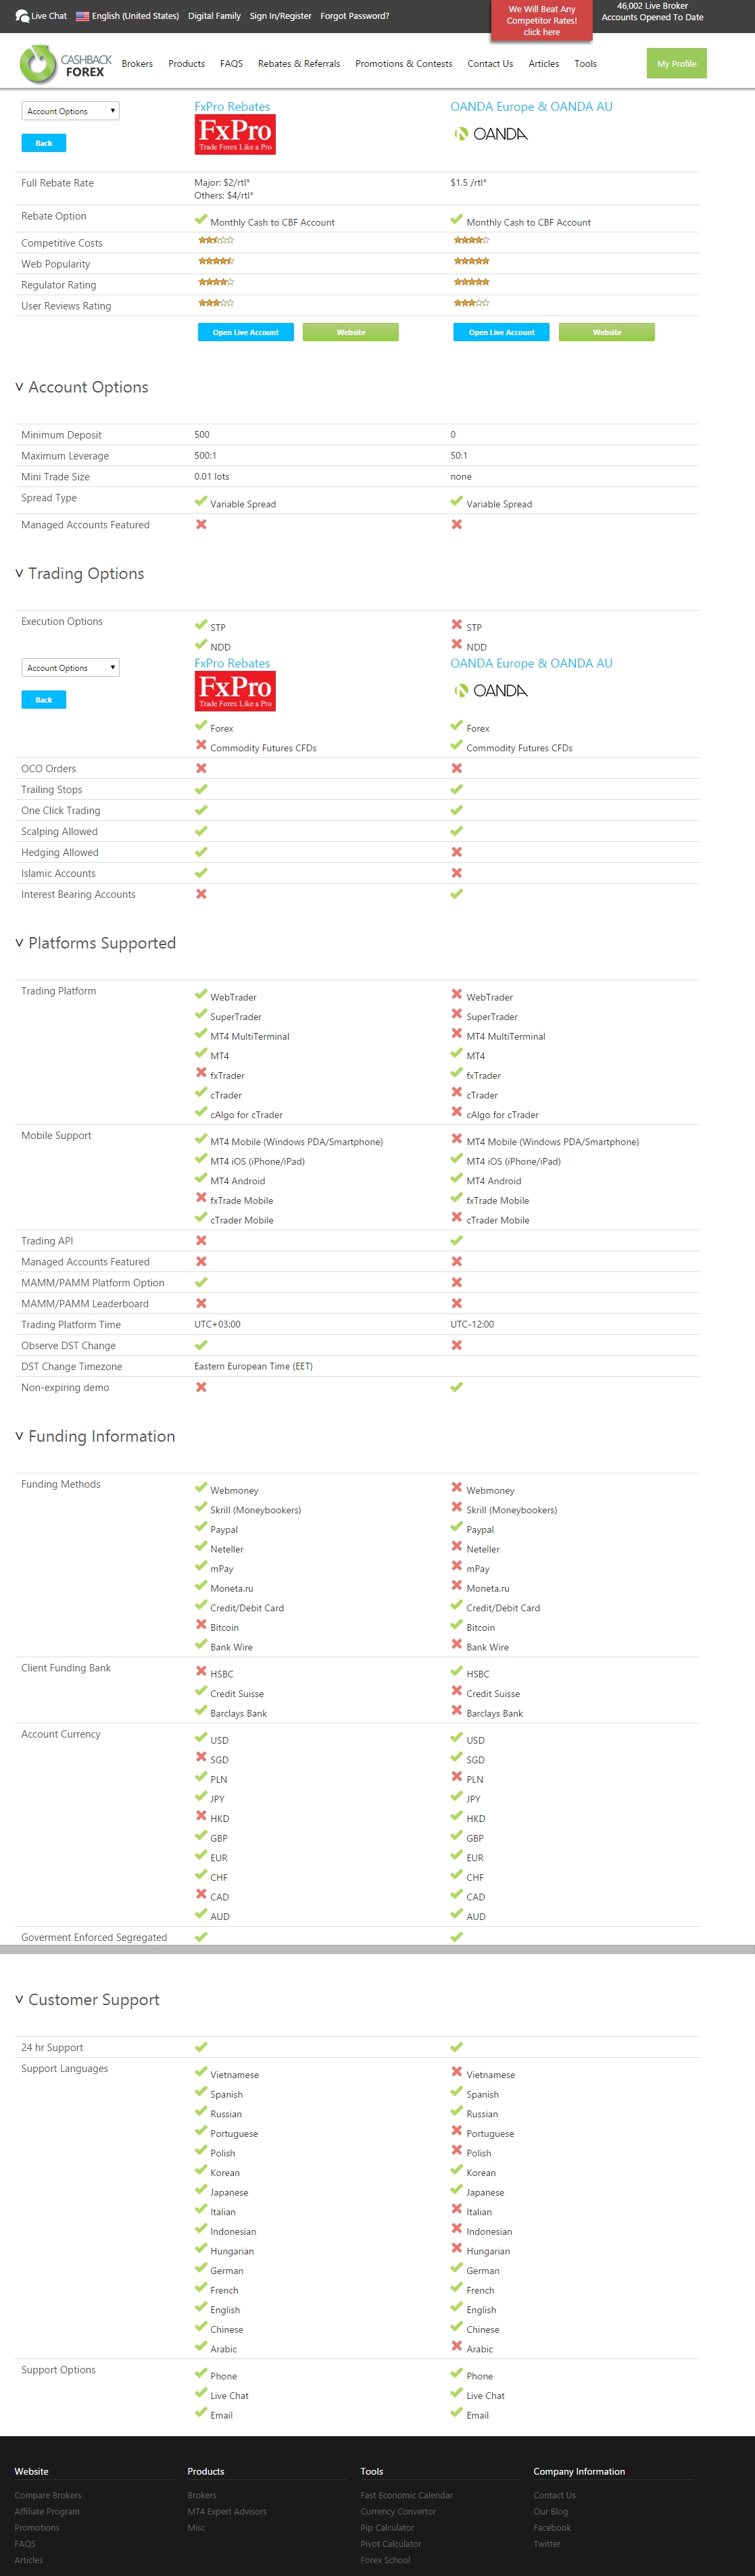 Live Chat English (United States) Digital Family Sign In/Register Forgot Password?
We Will Beat Any
Competitor Rates!
click here
46,002 Live Broker
Accounts Opened To Date
CASHBACK
FOREX
Brokers Products FAQS Rebates & Referrals Promotions & Contests Contact Us Articles Tools My Profile
Account Options FxPro Rebates OANDA Europe & OANDA AU
Back FxPro OANDA
Trade Forex Like a Pro
Full Rebate Rate Major: $2/rtl* $1.5 /rtl*
Others: $4/rtl*
Rebate Option Monthly Cash to CBF Account Monthly Cash to CBF Account
Competitive Costs
Web Popularity
Regulator Rating
User Reviews Rating
Open Live Account Website Open Live Account Website
v Account Options
Minimum Deposit 500 0
Maximum Leverage 500:1 50:1
Mini Trade Size 0.01 lots none
Spread Type Variable Spread Variable Spread
Managed Accounts Featured
v Trading Options
Execution Options STP STP
NDD NDD
Account Options FxPro Rebates OANDA Europe & OANDA AU
Back FxPro OANDA
Trade Forex Like a Pro
Forex Forex
Commodity Futures CFDs Commodity Futures CFDs
OCO Orders
Trailing Stops
One Click Trading
Scalping Allowed
Hedging Allowed
Islamic Accounts
Interest Bearing Accounts
v Platforms Supported
Trading Platform WebTrader WebTrader
SuperTrader SuperTrader
MT4 MultiTerminal MT4 MultiTerminal
MT4 MT4
fxTrader fxTrader
cTrader cTrader
cAlgo for cTrader cAlgo for cTrader
Mobile Support MT4 Mobile (Windows PDA/Smartphone) MT4 Mobile (Windows PDA/Smartphone)
MT4 iOS (iPhone/iPad) MT4 iOS (iPhone/iPad)
MT4 Android MT4 Android
fxTrade Mobile fxTrade Mobile
cTrader Mobile cTrader Mobile
Trading API
Managed Accounts Featured
MAMM/PAMM Platform Option
MAMM/PAMM Leaderboard
Trading Platform Time UTC+03:00 UTC-12:00
Observe DST Change
DST Change Timezone Eastern European Time (EET)
Non-expiring demo
v Funding Information
Funding Methods Webmoney Webmoney
Skrill (Moneybookers) Skrill (Moneybookers)
Paypal Paypal
Neteller Neteller
mPay mPay
Moneta.ru Moneta.ru
Credit/Debit Card Credit/Debit Card
Bitcoin Bitcoin
Bank Wire Bank Wire
Client Funding Bank HSBC HSBC
Credit Suisse Credit Suisse
Barclays Bank Barclays Bank
Account Currency USD USD
SGD SGD
PLN PLN
JPY JPY
HKD HKD
GBP GBP
EUR EUR
CHF CHF
CAD CAD
AUD AUD
Goverment Enforced Segregated
v Customer Support
24 hr Support
Support Languages Vietnamese Vietnamese
Spanish Spanish
Russian Russian
Portuguese Portuguese
Polish Polish
Korean Korean
Japanese Japanese
Italian Italian
Indonesian Indonesian
Hungarian Hungarian
German German
French French
English English
Chinese Chinese
Arabic Arabic
Support Options Phone Phone
Live Chat Live Chat
Email Email
Website Products Tools Company Information
Compare Brokers Brokers Fast Economic Calendar Contact Us
Affiliate Program MT4 Expert Advisors Currency Convertor Our Blog
Promotions Misc Pip Calculator Facebook
FAQS Pivot Calculator Twitter
Articles Forex School